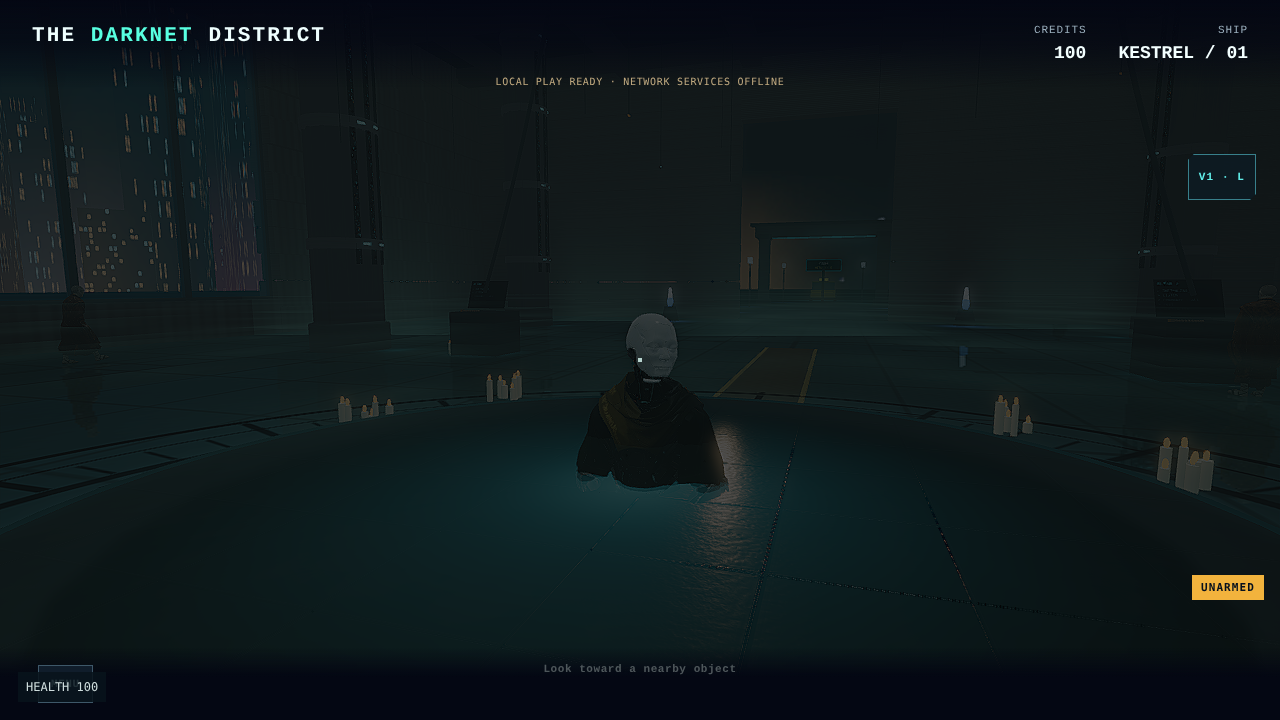 THE DARKNET DISTRICT
CREDITS
100
SHIP
KESTREL / 01
LOCAL PLAY READY · NETWORK SERVICES OFFLINE
V1 · L
UNARMED
Look toward a nearby object
HEALTH 100